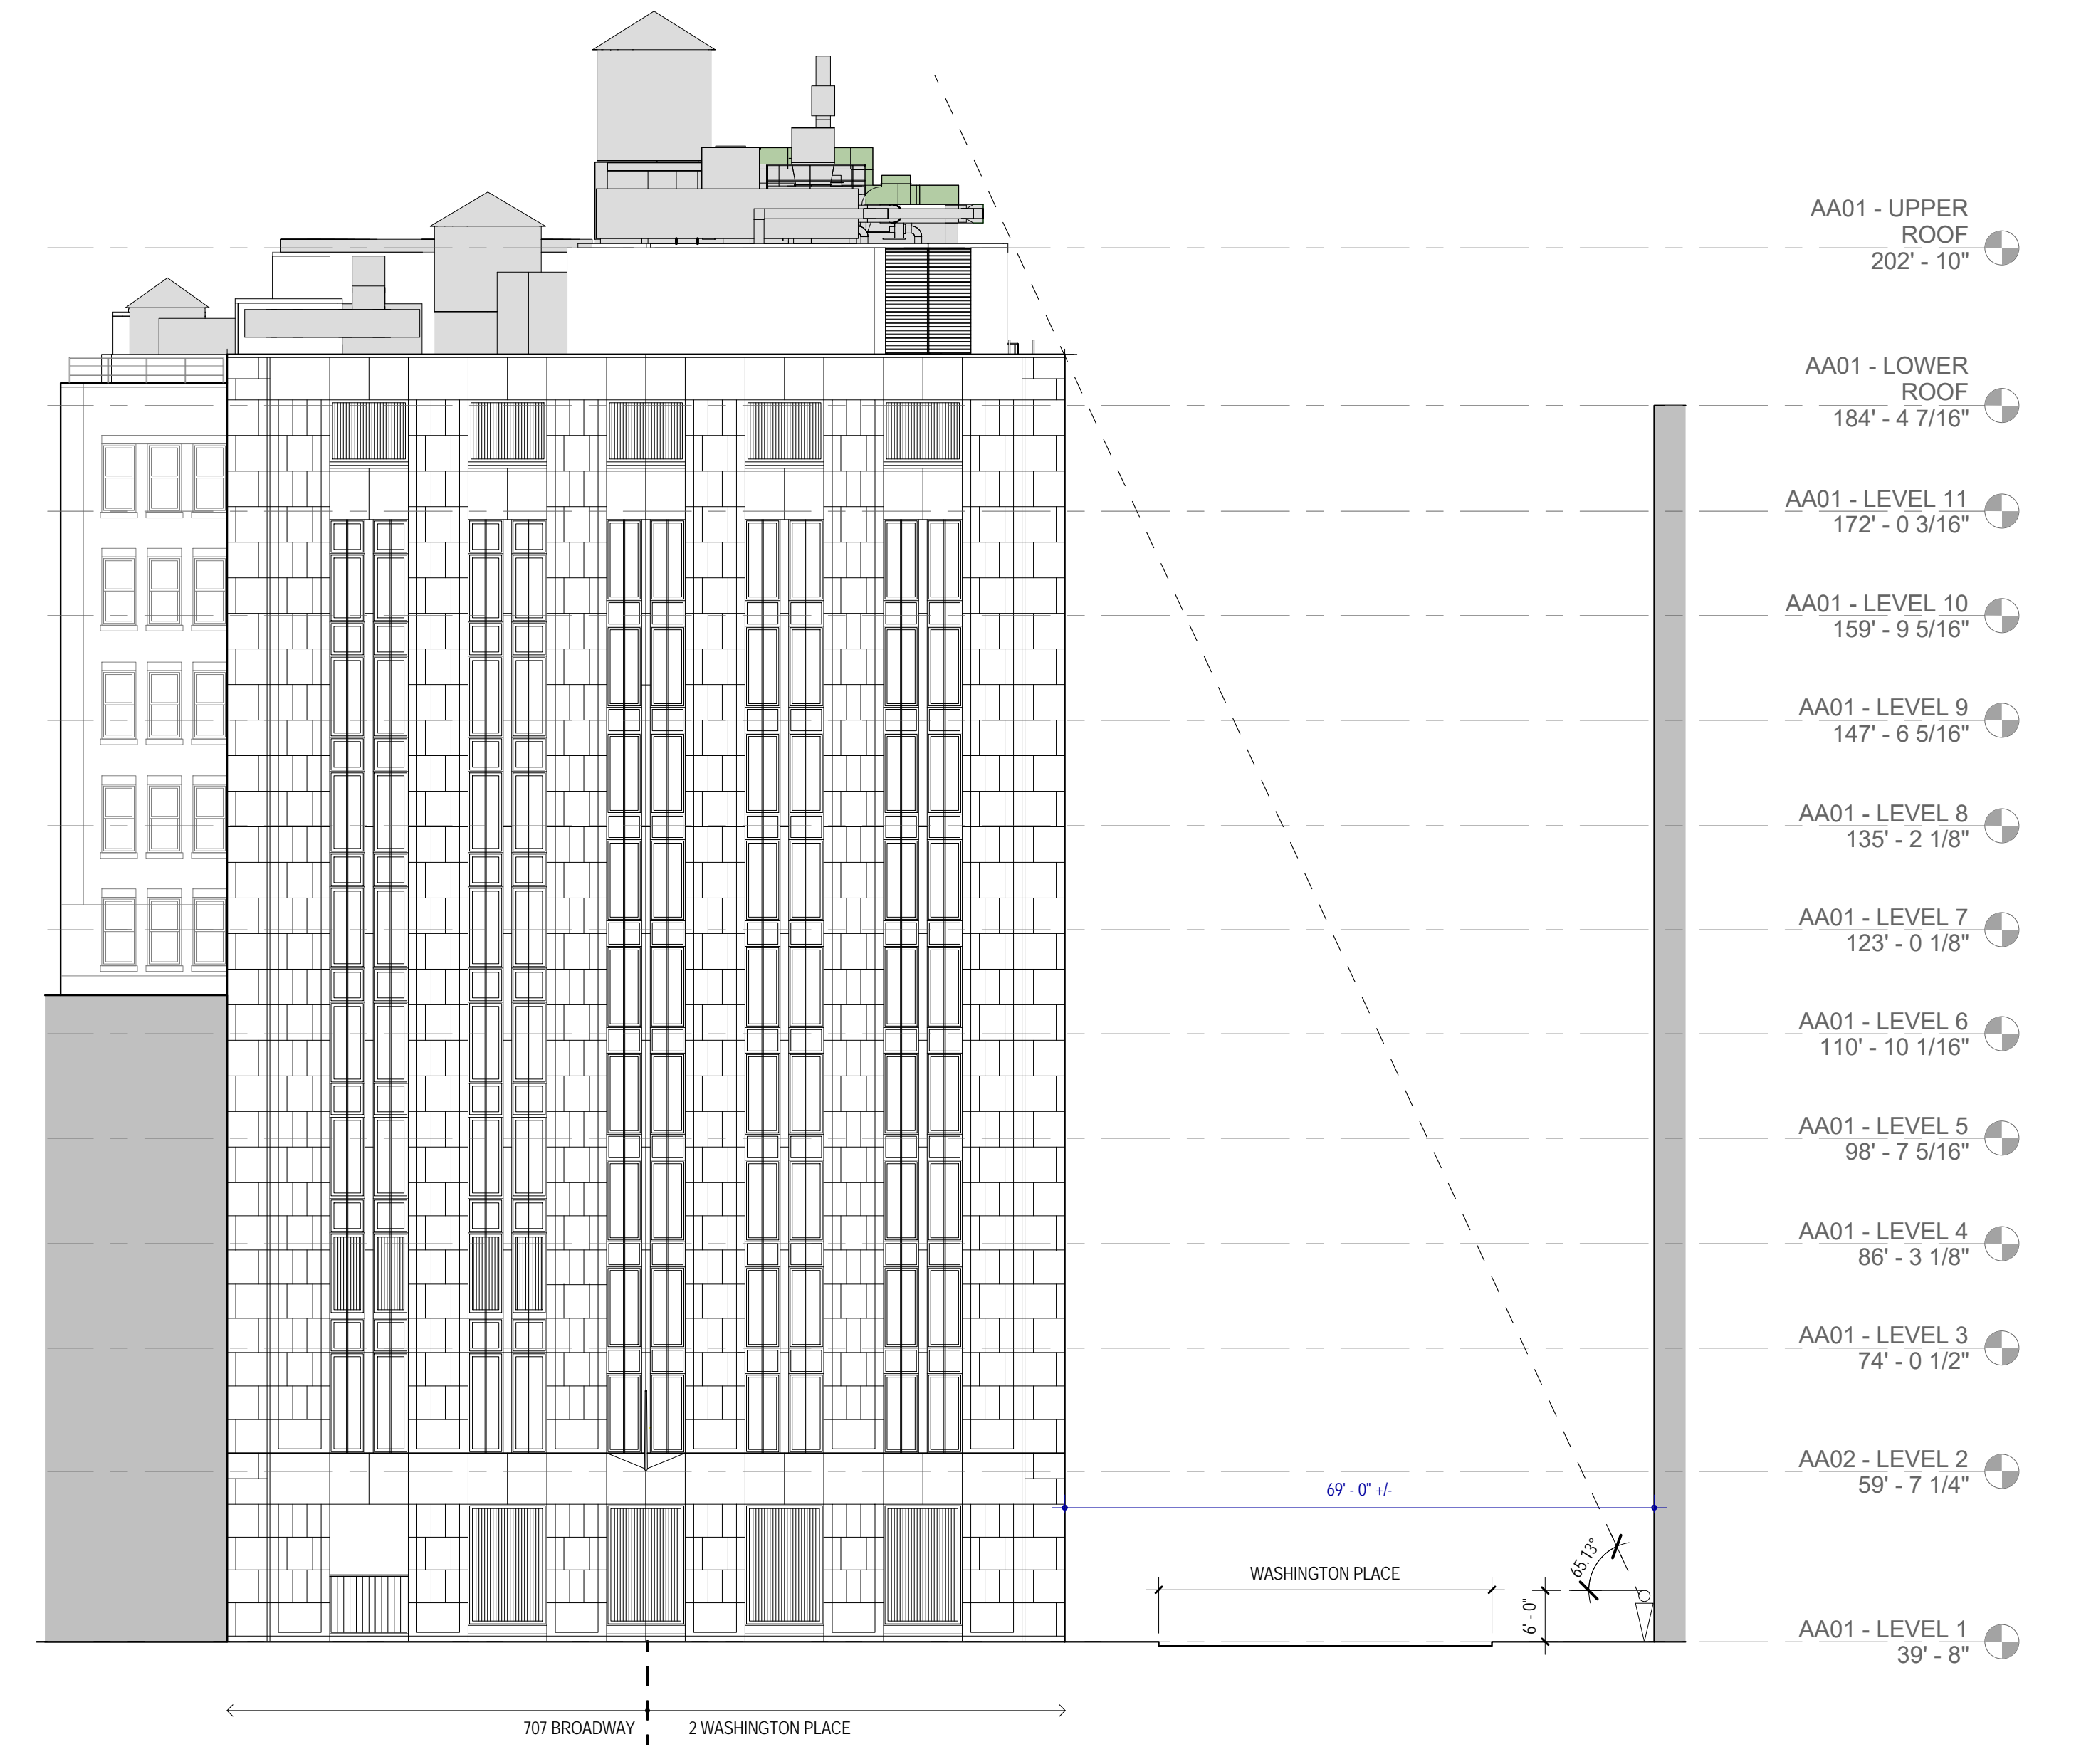 AA01 - UPPER
ROOF
202' - 10"
AA01 - LOWER
ROOF
184' - 4 7/16"
AA01 - LEVEL 11
172' - 0 3/16"
AA01 - LEVEL 10
159' - 9 5/16"
AA01 - LEVEL 9
147' - 6 5/16"
AA01 - LEVEL 8
135' - 2 1/8"
AA01 - LEVEL 7
123' - 0 1/8"
AA01 - LEVEL 6
110' - 10 1/16"
AA01 - LEVEL 5
98' - 7 5/16"
AA01 - LEVEL 4
86' - 3 1/8"
AA01 - LEVEL 3
74' - 0 1/2"
AA02 - LEVEL 2
59' - 7 1/4"
69' - 0" +/-
65.13°
WASHINGTON PLACE
6' - 0"
AA01 - LEVEL 1
39' - 8"
707 BROADWAY
2 WASHINGTON PLACE